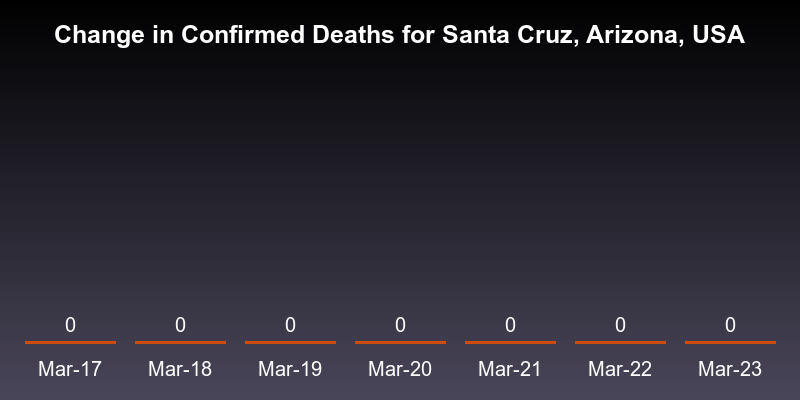 Change in Confirmed Deaths for Santa Cruz, Arizona, USA
0 0 0 0 0 0 0
Mar-17 Mar-18 Mar-19 Mar-20 Mar-21 Mar-22 Mar-23